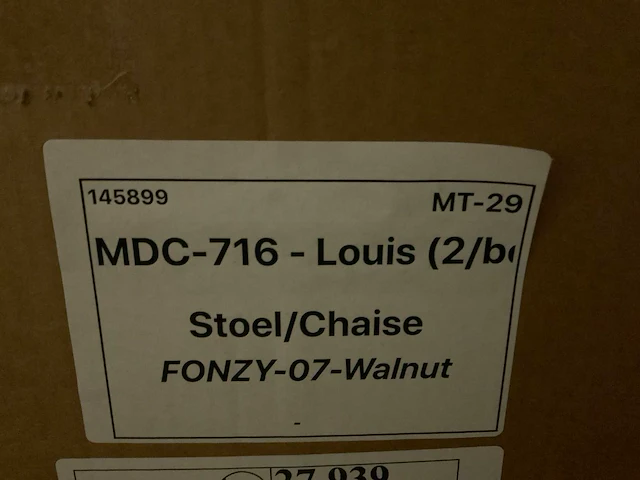 145899 MT-29
MDC-716 - Louis (2/b
Stoel/Chaise
FONZY-07-Walnut
-
27.939